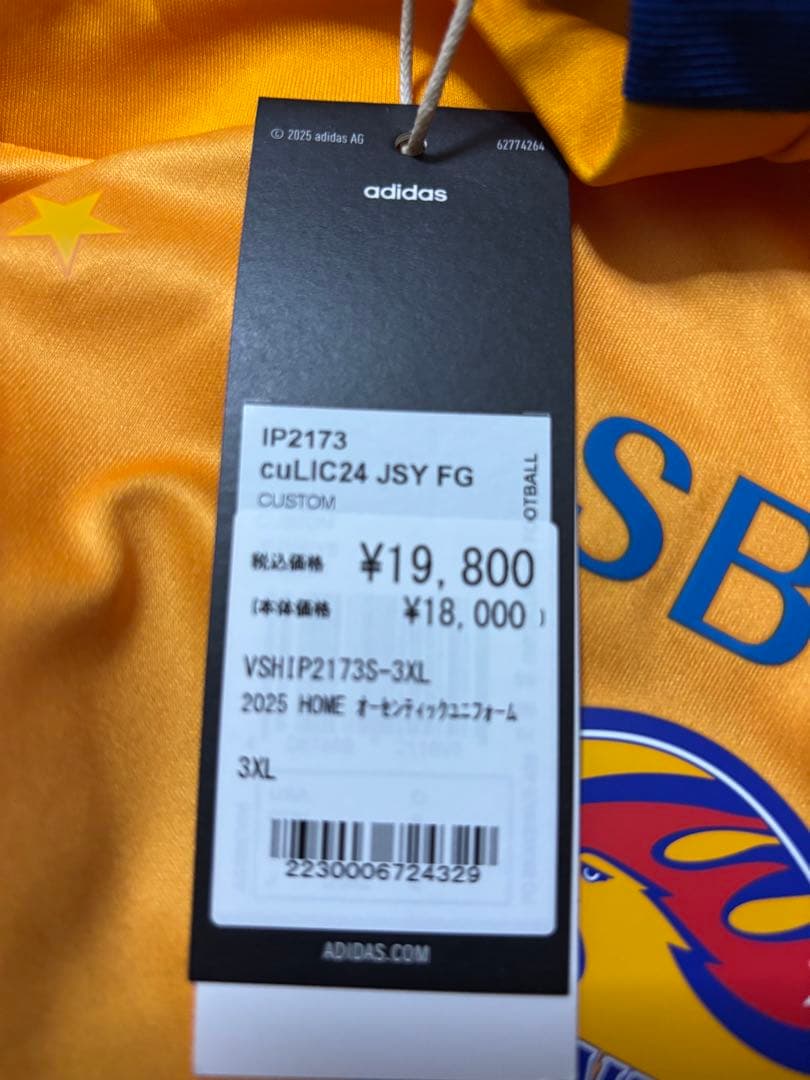 © 2025 adidas AG
62774264
adidas
IP2173
cuLIC24 JSY FG
CUSTOM
OTBALL
税込価格 ¥19,800
(本体価格 ¥18,000 )
VSHIP2173S-3XL
2025 HOME オーセンティックユニフォーム
3XL
2230006724329
ADIDAS.COM
SB